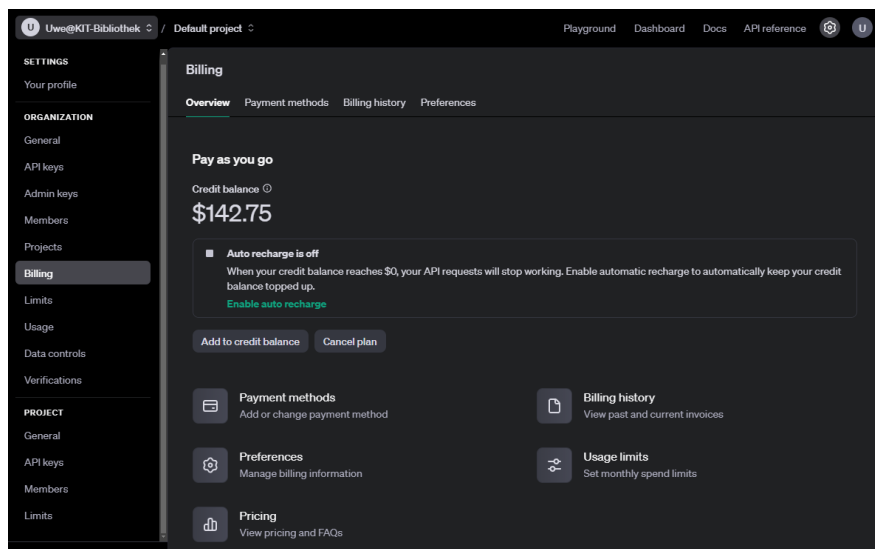 U Uwe@KIT-Bibliothek / Default project Playground Dashboard Docs API reference U
SETTINGS
Your profile
ORGANIZATION
General
API keys
Admin keys
Members
Projects
Billing
Limits
Usage
Data controls
Verifications
PROJECT
General
API keys
Members
Limits
Billing
Overview Payment methods Billing history Preferences
Pay as you go
Credit balance
$142.75
Auto recharge is off
When your credit balance reaches $0, your API requests will stop working. Enable automatic recharge to automatically keep your credit
balance topped up.
Enable auto recharge
Add to credit balance Cancel plan
Payment methods
Add or change payment method
Billing history
View past and current invoices
Preferences
Manage billing information
Usage limits
Set monthly spend limits
Pricing
View pricing and FAQs